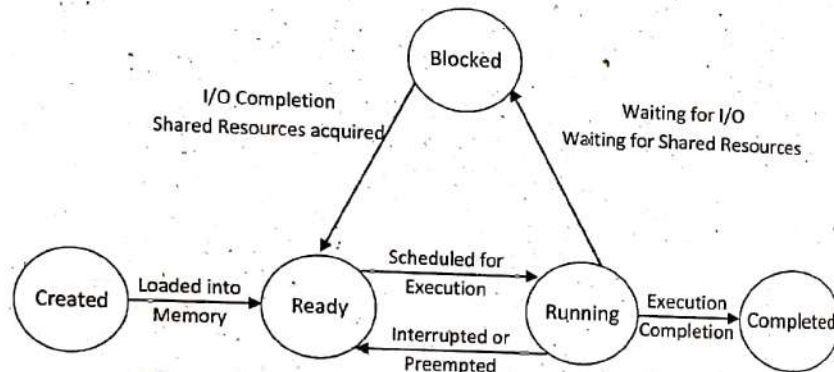 Blocked
I/O Completion
Shared Resources acquired
Waiting for I/O
Waiting for Shared Resources
Created
Loaded into
Memory
Ready
Scheduled for
Execution
Interrupted or
Preempted
Running
Execution
Completion
Completed